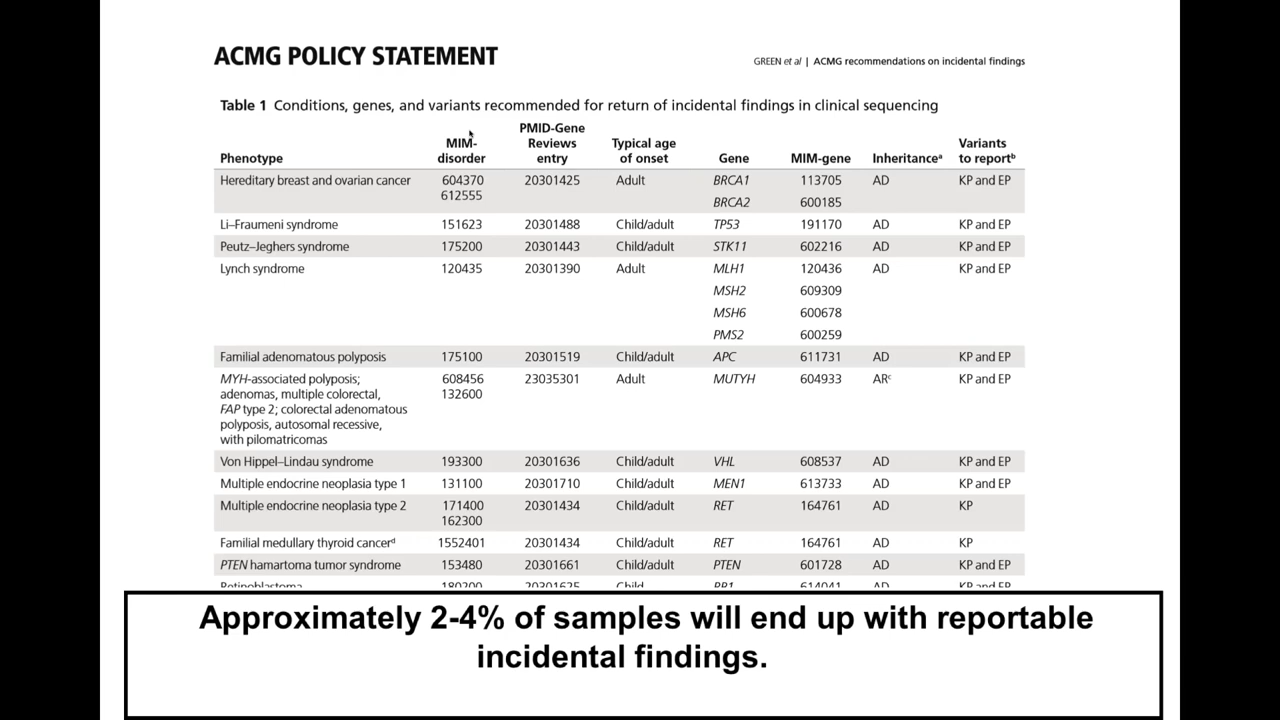 ACMG POLICY STATEMENT
GREEN et al | ACMG recommendations on incidental findings
Table 1 Conditions, genes, and variants recommended for return of incidental findings in clinical sequencing
Phenotype MIM-disorder PMID-Gene Reviews entry Typical age of onset Gene MIM-gene Inheritanceᵃ Variants to reportᵇ
Hereditary breast and ovarian cancer 604370 20301425 Adult BRCA1 113705 AD KP and EP
612555 BRCA2 600185
Li–Fraumeni syndrome 151623 20301488 Child/adult TP53 191170 AD KP and EP
Peutz–Jeghers syndrome 175200 20301443 Child/adult STK11 602216 AD KP and EP
Lynch syndrome 120435 20301390 Adult MLH1 120436 AD KP and EP
MSH2 609309
MSH6 600678
PMS2 600259
Familial adenomatous polyposis 175100 20301519 Child/adult APC 611731 AD KP and EP
MYH-associated polyposis; 608456 23035301 Adult MUTYH 604933 ARᶜ KP and EP
adenomas, multiple colorectal, 132600
FAP type 2; colorectal adenomatous
polyposis, autosomal recessive,
with pilomatricomas
Von Hippel–Lindau syndrome 193300 20301636 Child/adult VHL 608537 AD KP and EP
Multiple endocrine neoplasia type 1 131100 20301710 Child/adult MEN1 613733 AD KP and EP
Multiple endocrine neoplasia type 2 171400 20301434 Child/adult RET 164761 AD KP
162300
Familial medullary thyroid cancerᵈ 1552401 20301434 Child/adult RET 164761 AD KP
PTEN hamartoma tumor syndrome 153480 20301661 Child/adult PTEN 601728 AD KP and EP
Retinoblastoma 180200 20301625 Child RB1 614041 AD KP and EP
Approximately 2-4% of samples will end up with reportable
incidental findings.